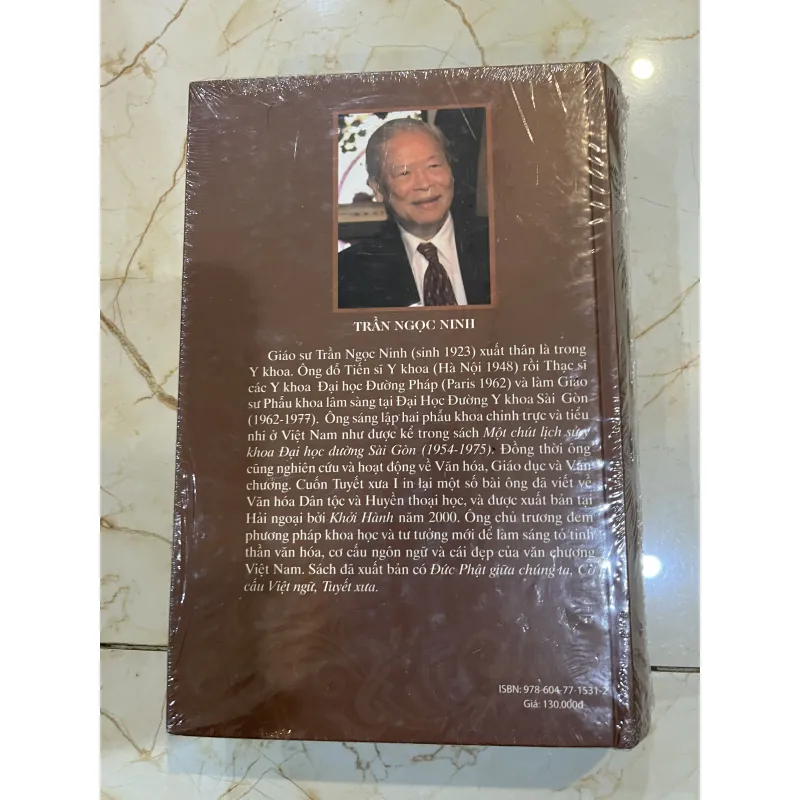 TRẦN NGỌC NINH
Giáo sư Trần Ngọc Ninh (sinh 1923) xuất thân là trong
Y khoa. Ông đỗ Tiến sĩ Y khoa (Hà Nội 1948) rồi Thạc sĩ
các Y khoa Đại học Đường Pháp (Paris 1962) và làm Giáo
sư Phẫu khoa lâm sàng tại Đại Học Đường Y khoa Sài Gòn
(1962-1977). Ông sáng lập hai phẫu khoa chỉnh trực và tiểu
nhi ở Việt Nam như được kể trong sách Một chút lịch sử y
khoa Đại học đường Sài Gòn (1954-1975). Đồng thời ông
cũng nghiên cứu và hoạt động về Văn hóa, Giáo dục và Văn
chương. Cuốn Tuyết xưa I in lại một số bài ông đã viết về
Văn hóa Dân tộc và Huyền thoại học, và được xuất bản tại
Hải ngoại bởi Khởi Hành năm 2000. Ông chủ trương đem
phương pháp khoa học và tư tưởng mới để làm sáng tỏ tinh
thần văn hóa, cơ cấu ngôn ngữ và cái đẹp của văn chương
Việt Nam. Sách đã xuất bản có Đức Phật giữa chúng ta, Cơ
cấu Việt ngữ, Tuyết xưa.
ISBN: 978-604-77-1531-2
Giá: 130.000đ